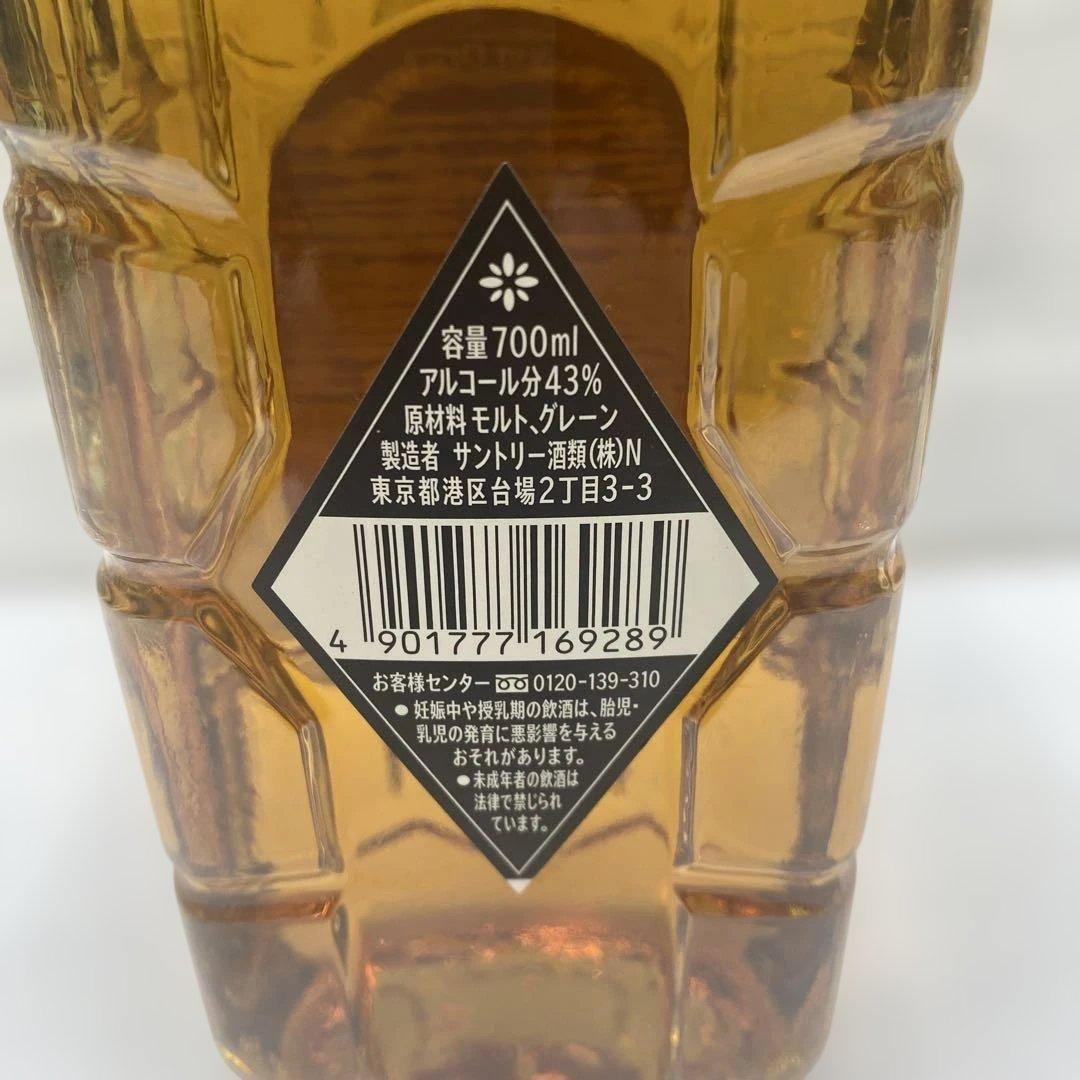 容量700ml
アルコール分43%
原材料 モルト、グレーン
製造者 サントリー酒類(株)N
東京都港区台場2丁目3-3
4 901777 169289
お客様センター 0120-139-310
●妊娠中や授乳期の飲酒は、胎児・
乳児の発育に悪影響を与える
おそれがあります。
●未成年者の飲酒は
法律で禁じられ
ています。